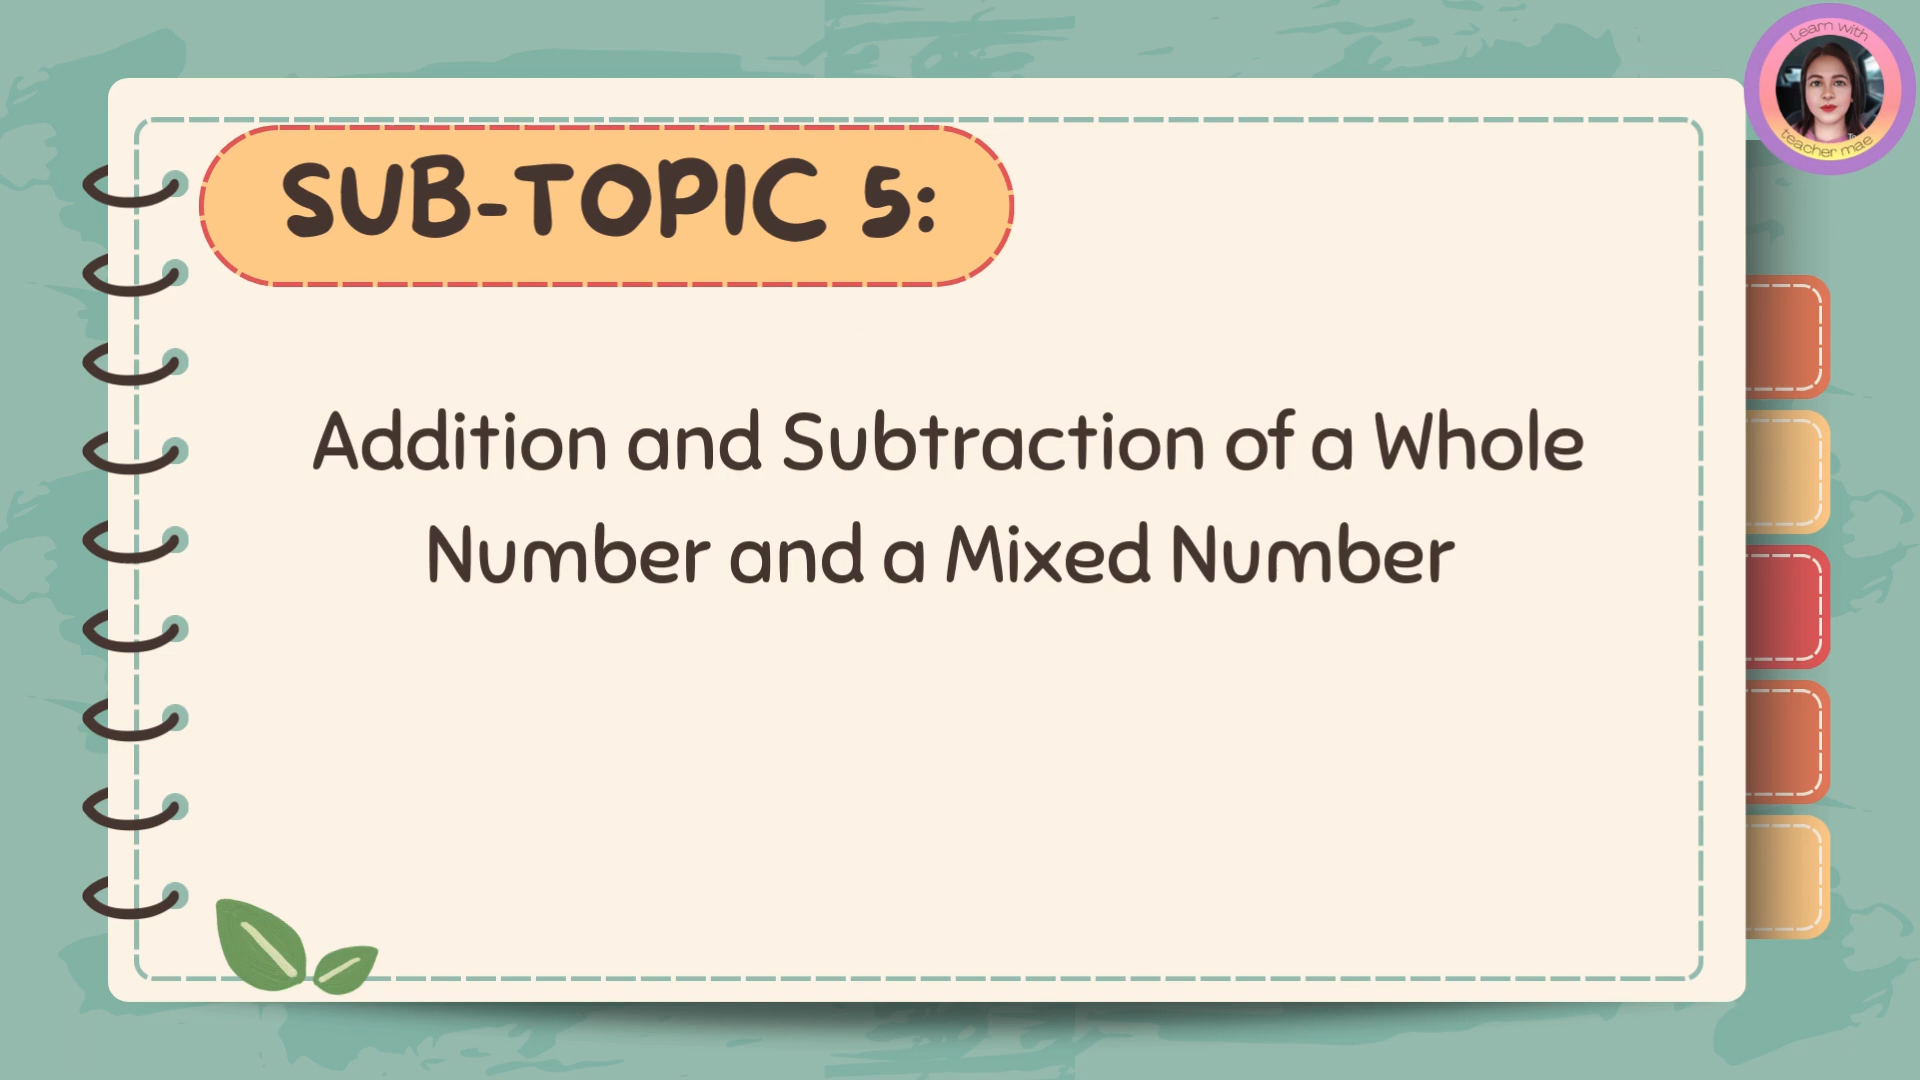 Learn with
teacher mae
SUB-TOPIC 5:
Addition and Subtraction of a Whole
Number and a Mixed Number